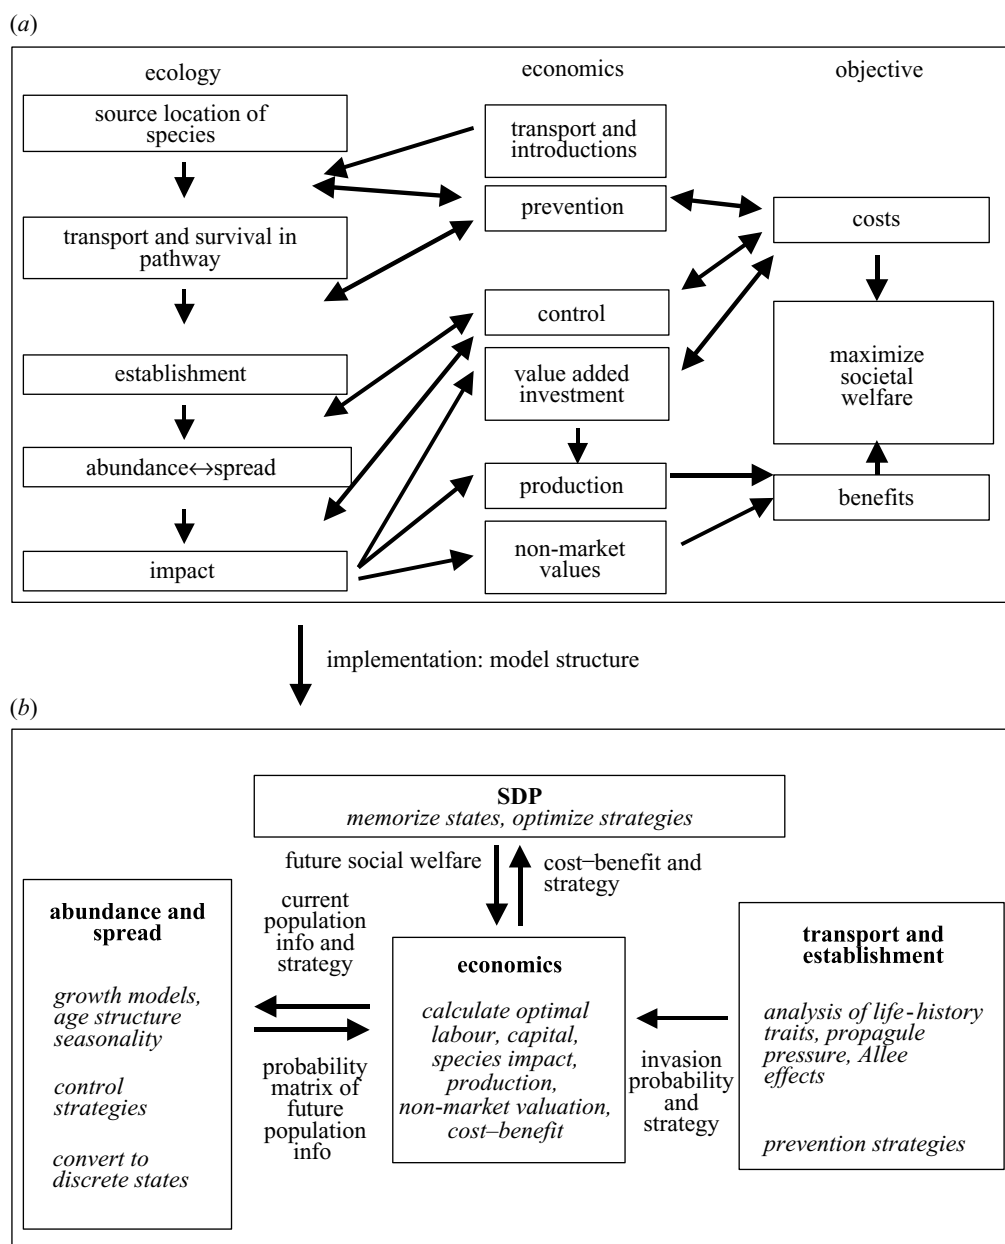 (a)
ecology
economics
objective
source location of
species
transport and survival in
pathway
establishment
abundance↔spread
impact
transport and
introductions
prevention
control
value added
investment
production
non-market
values
costs
maximize
societal
welfare
benefits
implementation: model structure
(b)
SDP
memorize states, optimize strategies
future social welfare
cost–benefit and
strategy
abundance and
spread
growth models,
age structure
seasonality
control
strategies
convert to
discrete states
current
population
info and
strategy
probability
matrix of
future
population
info
economics
calculate optimal
labour, capital,
species impact,
production,
non-market valuation,
cost–benefit
invasion
probability
and
strategy
transport and
establishment
analysis of life-history
traits, propagule
pressure, Allee
effects
prevention strategies